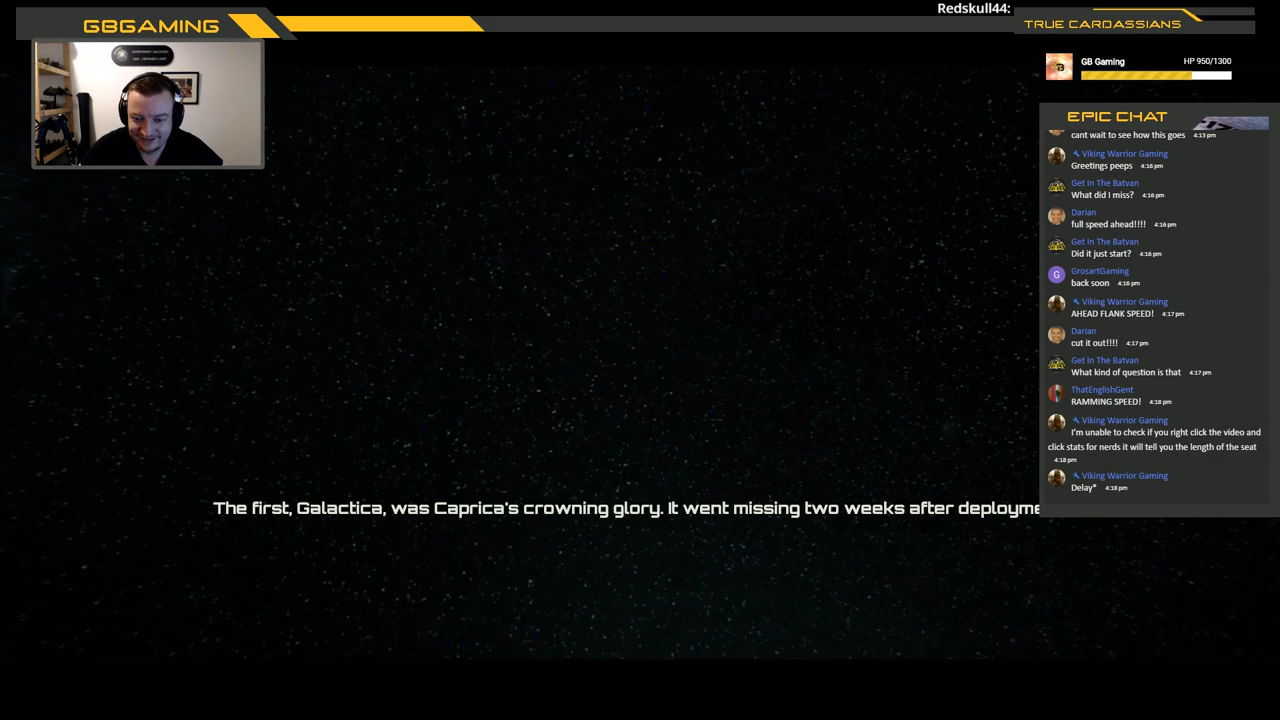 GBGAMING
Redskull44:
TRUE CARDASSIANS
GB Gaming
HP 950/1300
EPIC CHAT
cant wait to see how this goes 4:13 pm
Viking Warrior Gaming
Greetings peeps 4:16 pm
Get In The Batvan
What did I miss? 4:16 pm
Darian
full speed ahead!!!! 4:16 pm
Get In The Batvan
Did it just start? 4:16 pm
G
GrosartGaming
back soon 4:16 pm
Viking Warrior Gaming
AHEAD FLANK SPEED! 4:17 pm
Darian
cut it out!!!! 4:17 pm
Get In The Batvan
What kind of question is that 4:17 pm
ThatEnglishGent
RAMMING SPEED! 4:18 pm
Viking Warrior Gaming
I'm unable to check if you right click the video and
click stats for nerds it will tell you the length of the seat
4:18 pm
Viking Warrior Gaming
Delay* 4:18 pm
The first, Galactica, was Caprica's crowning glory. It went missing two weeks after deployme